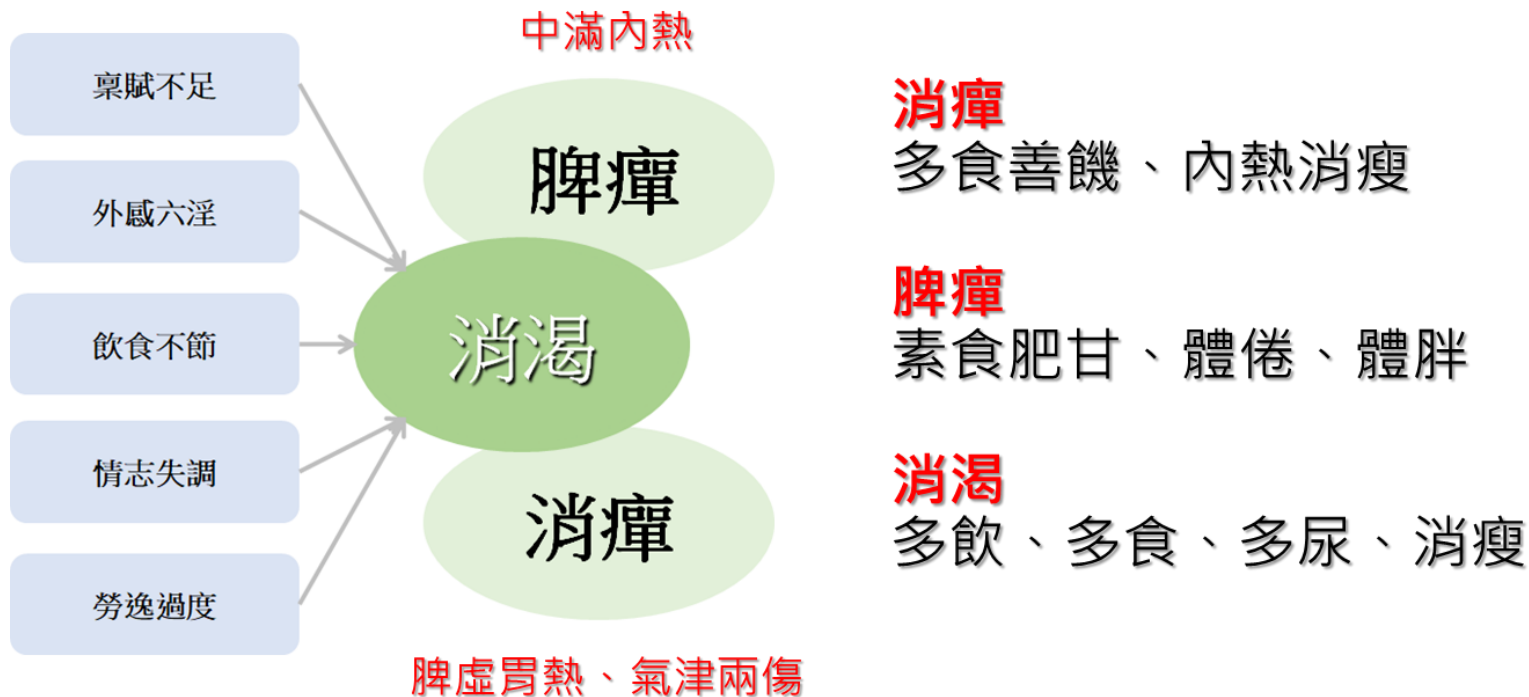 稟賦不足
外感六淫
飲食不節
情志失調
勞逸過度
中滿內熱
脾癉
消渴
消癉
脾虛胃熱、氣津兩傷
消癉
多食善饑、內熱消瘦
脾癉
素食肥甘、體倦、體胖
消渴
多飲、多食、多尿、消瘦